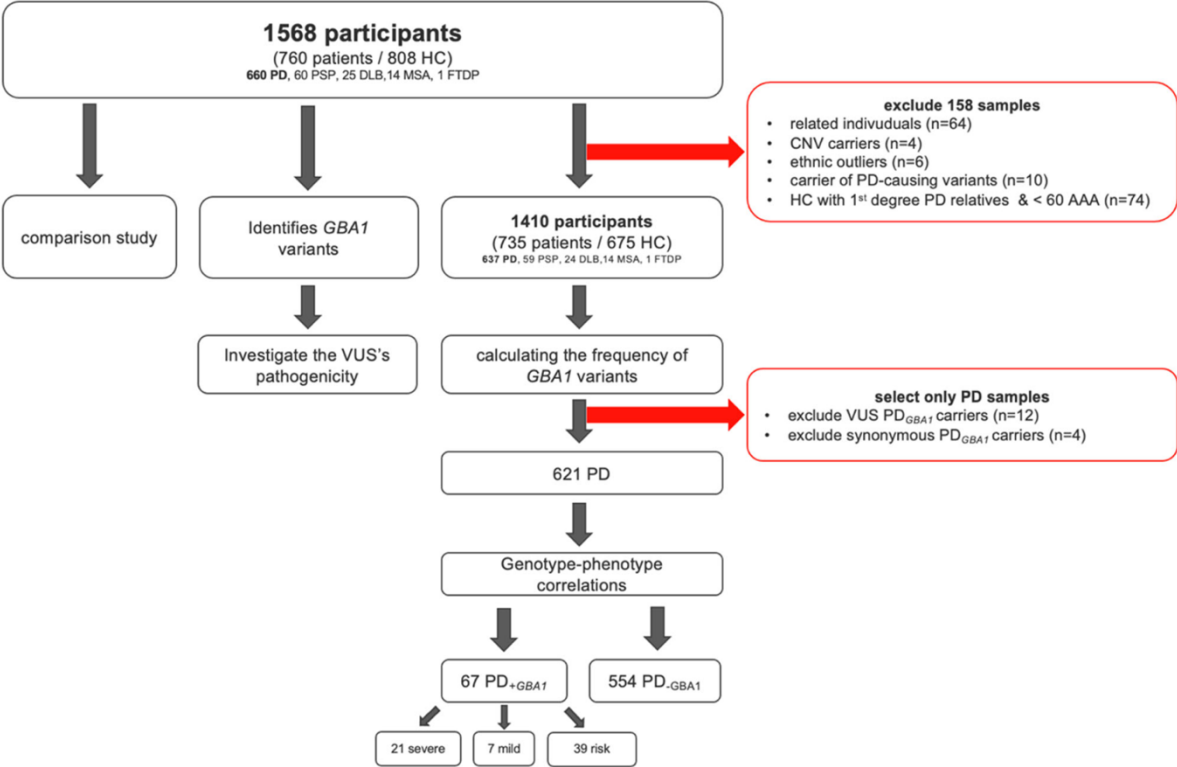 1568 participants
(760 patients / 808 HC)
660 PD, 60 PSP, 25 DLB,14 MSA, 1 FTDP
exclude 158 samples
• related indivuduals (n=64)
• CNV carriers (n=4)
• ethnic outliers (n=6)
• carrier of PD-causing variants (n=10)
• HC with 1st degree PD relatives & < 60 AAA (n=74)
comparison study
Identifies GBA1
variants
1410 participants
(735 patients / 675 HC)
637 PD, 59 PSP, 24 DLB,14 MSA, 1 FTDP
Investigate the VUS's
pathogenicity
calculating the frequency of
GBA1 variants
select only PD samples
• exclude VUS PDGBA1 carriers (n=12)
• exclude synonymous PDGBA1 carriers (n=4)
621 PD
Genotype-phenotype
correlations
67 PD+GBA1
554 PD-GBA1
21 severe
7 mild
39 risk